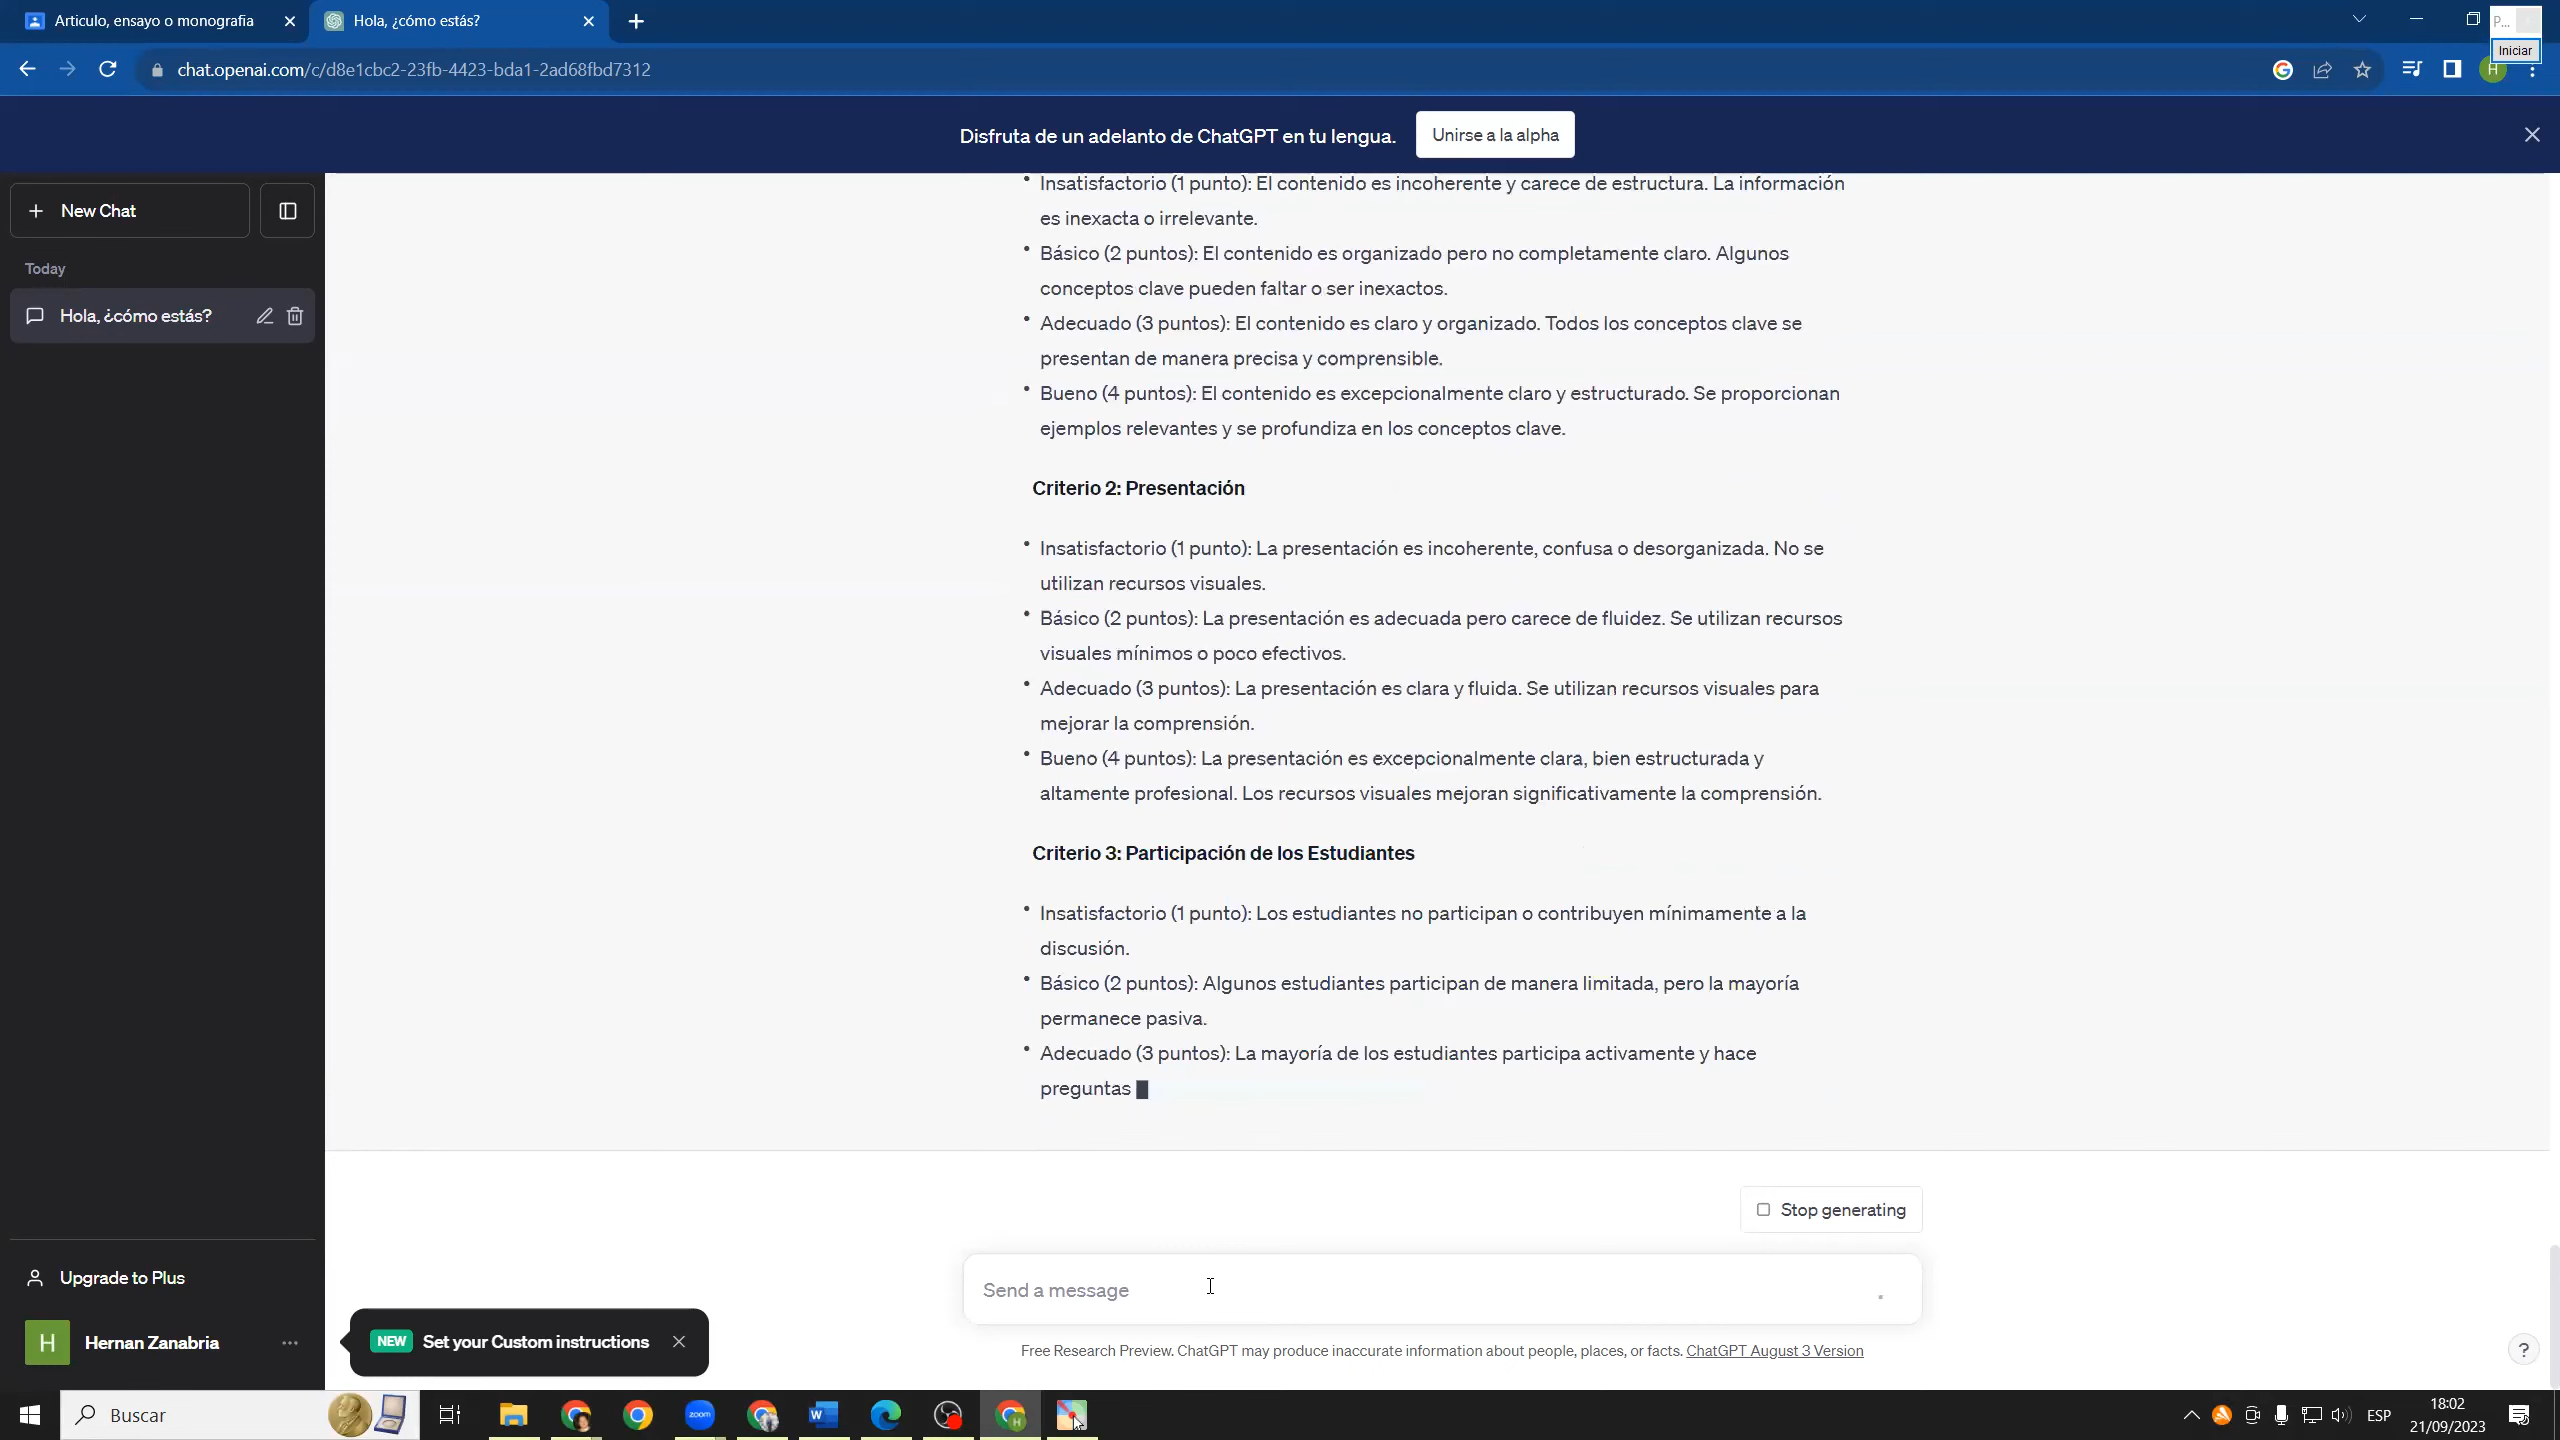 Articulo, ensayo o monografia
Hola, ¿cómo estás?
P...
Iniciar
chat.openai.com/c/d8e1cbc2-23fb-4423-bda1-2ad68fbd7312
H
Disfruta de un adelanto de ChatGPT en tu lengua.
Unirse a la alpha
New Chat
Today
Hola, ¿cómo estás?
Insatisfactorio (1 punto): El contenido es incoherente y carece de estructura. La información
es inexacta o irrelevante.
Básico (2 puntos): El contenido es organizado pero no completamente claro. Algunos
conceptos clave pueden faltar o ser inexactos.
Adecuado (3 puntos): El contenido es claro y organizado. Todos los conceptos clave se
presentan de manera precisa y comprensible.
Bueno (4 puntos): El contenido es excepcionalmente claro y estructurado. Se proporcionan
ejemplos relevantes y se profundiza en los conceptos clave.
Criterio 2: Presentación
Insatisfactorio (1 punto): La presentación es incoherente, confusa o desorganizada. No se
utilizan recursos visuales.
Básico (2 puntos): La presentación es adecuada pero carece de fluidez. Se utilizan recursos
visuales mínimos o poco efectivos.
Adecuado (3 puntos): La presentación es clara y fluida. Se utilizan recursos visuales para
mejorar la comprensión.
Bueno (4 puntos): La presentación es excepcionalmente clara, bien estructurada y
altamente profesional. Los recursos visuales mejoran significativamente la comprensión.
Criterio 3: Participación de los Estudiantes
Insatisfactorio (1 punto): Los estudiantes no participan o contribuyen mínimamente a la
discusión.
Básico (2 puntos): Algunos estudiantes participan de manera limitada, pero la mayoría
permanece pasiva.
Adecuado (3 puntos): La mayoría de los estudiantes participa activamente y hace
preguntas
Stop generating
Send a message
Free Research Preview. ChatGPT may produce inaccurate information about people, places, or facts. ChatGPT August 3 Version
?
Upgrade to Plus
H
Hernan Zanabria
NEW Set your Custom instructions
Buscar
zoom
W
H
ESP
18:02
21/09/2023